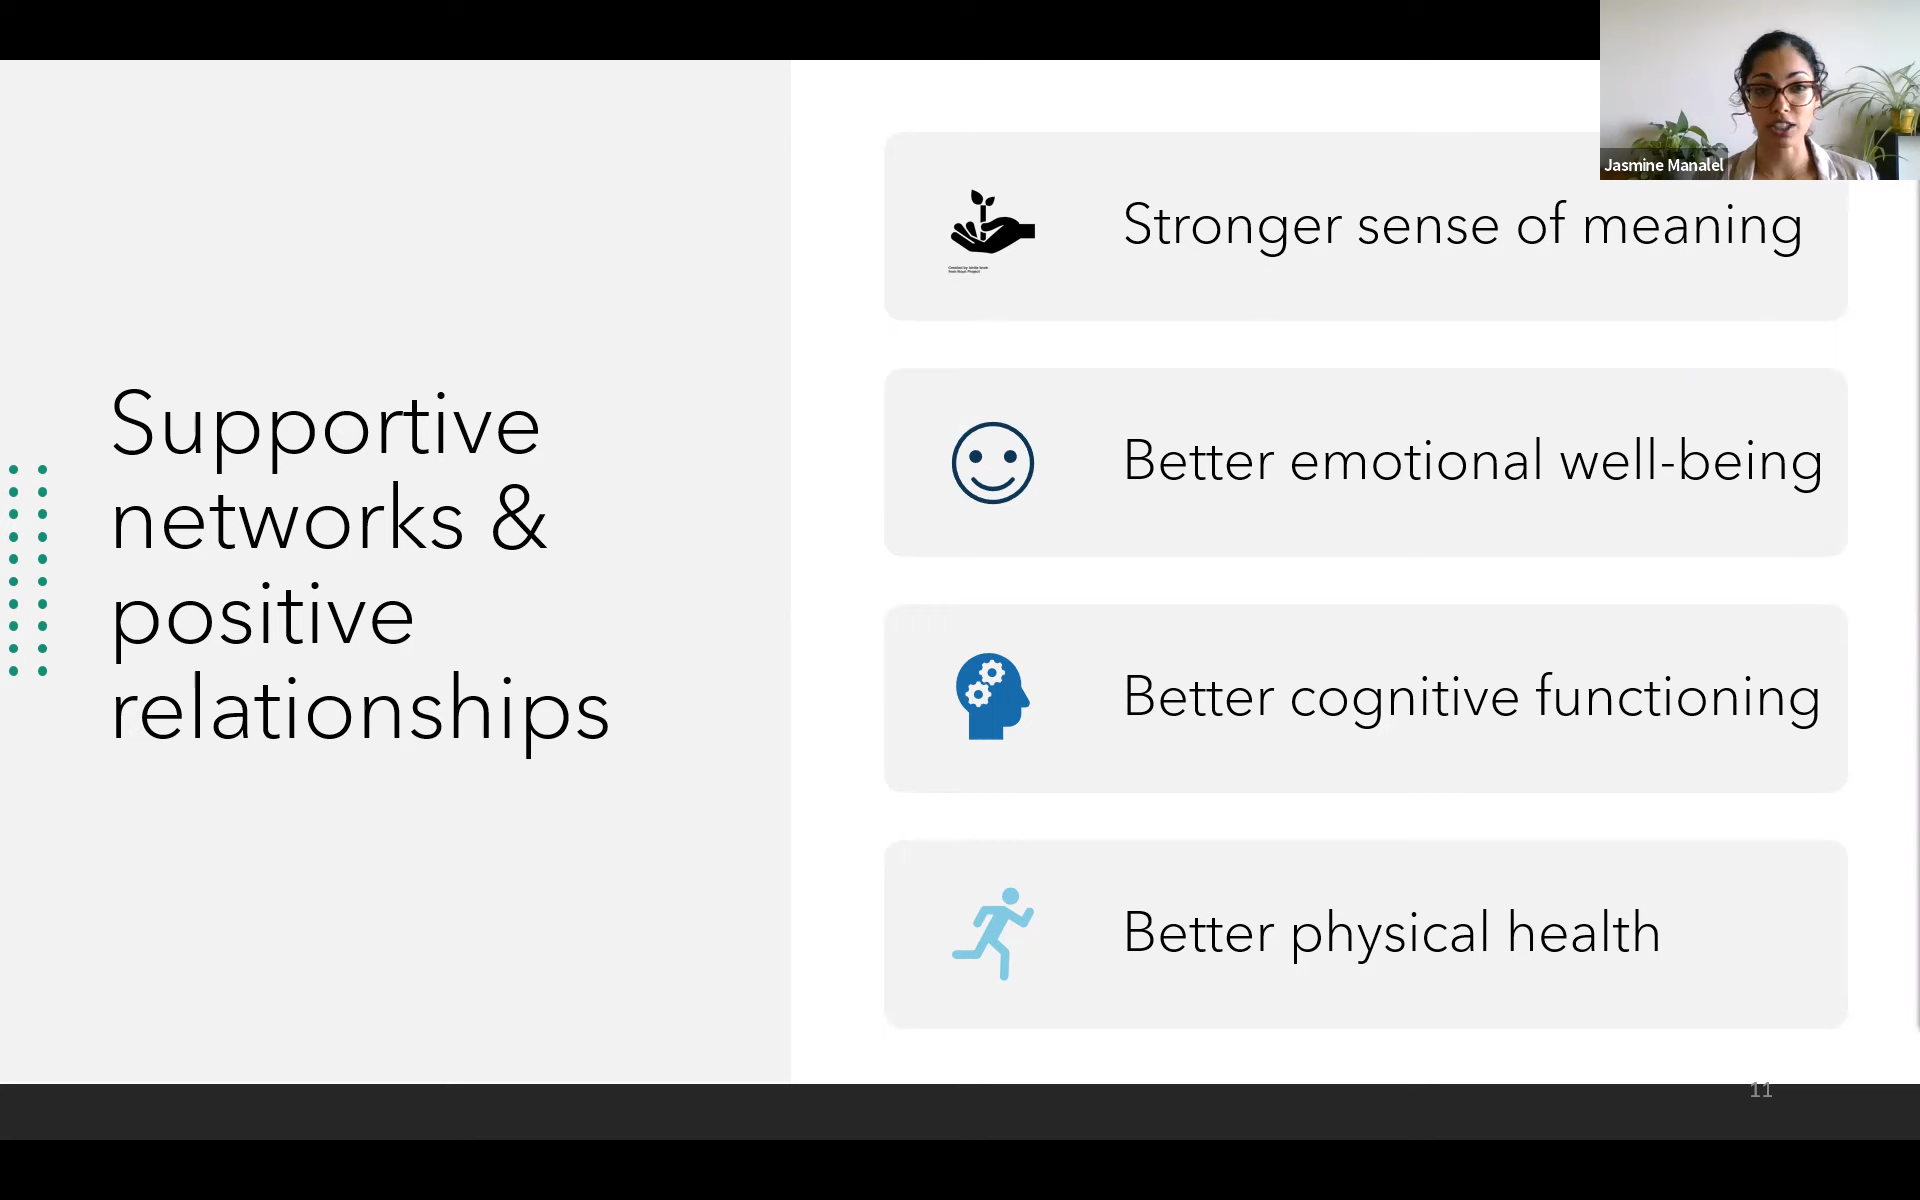 Jasmine Manalel
Supportive
networks &
positive
relationships
Stronger sense of meaning
Better emotional well-being
Better cognitive functioning
Better physical health
11